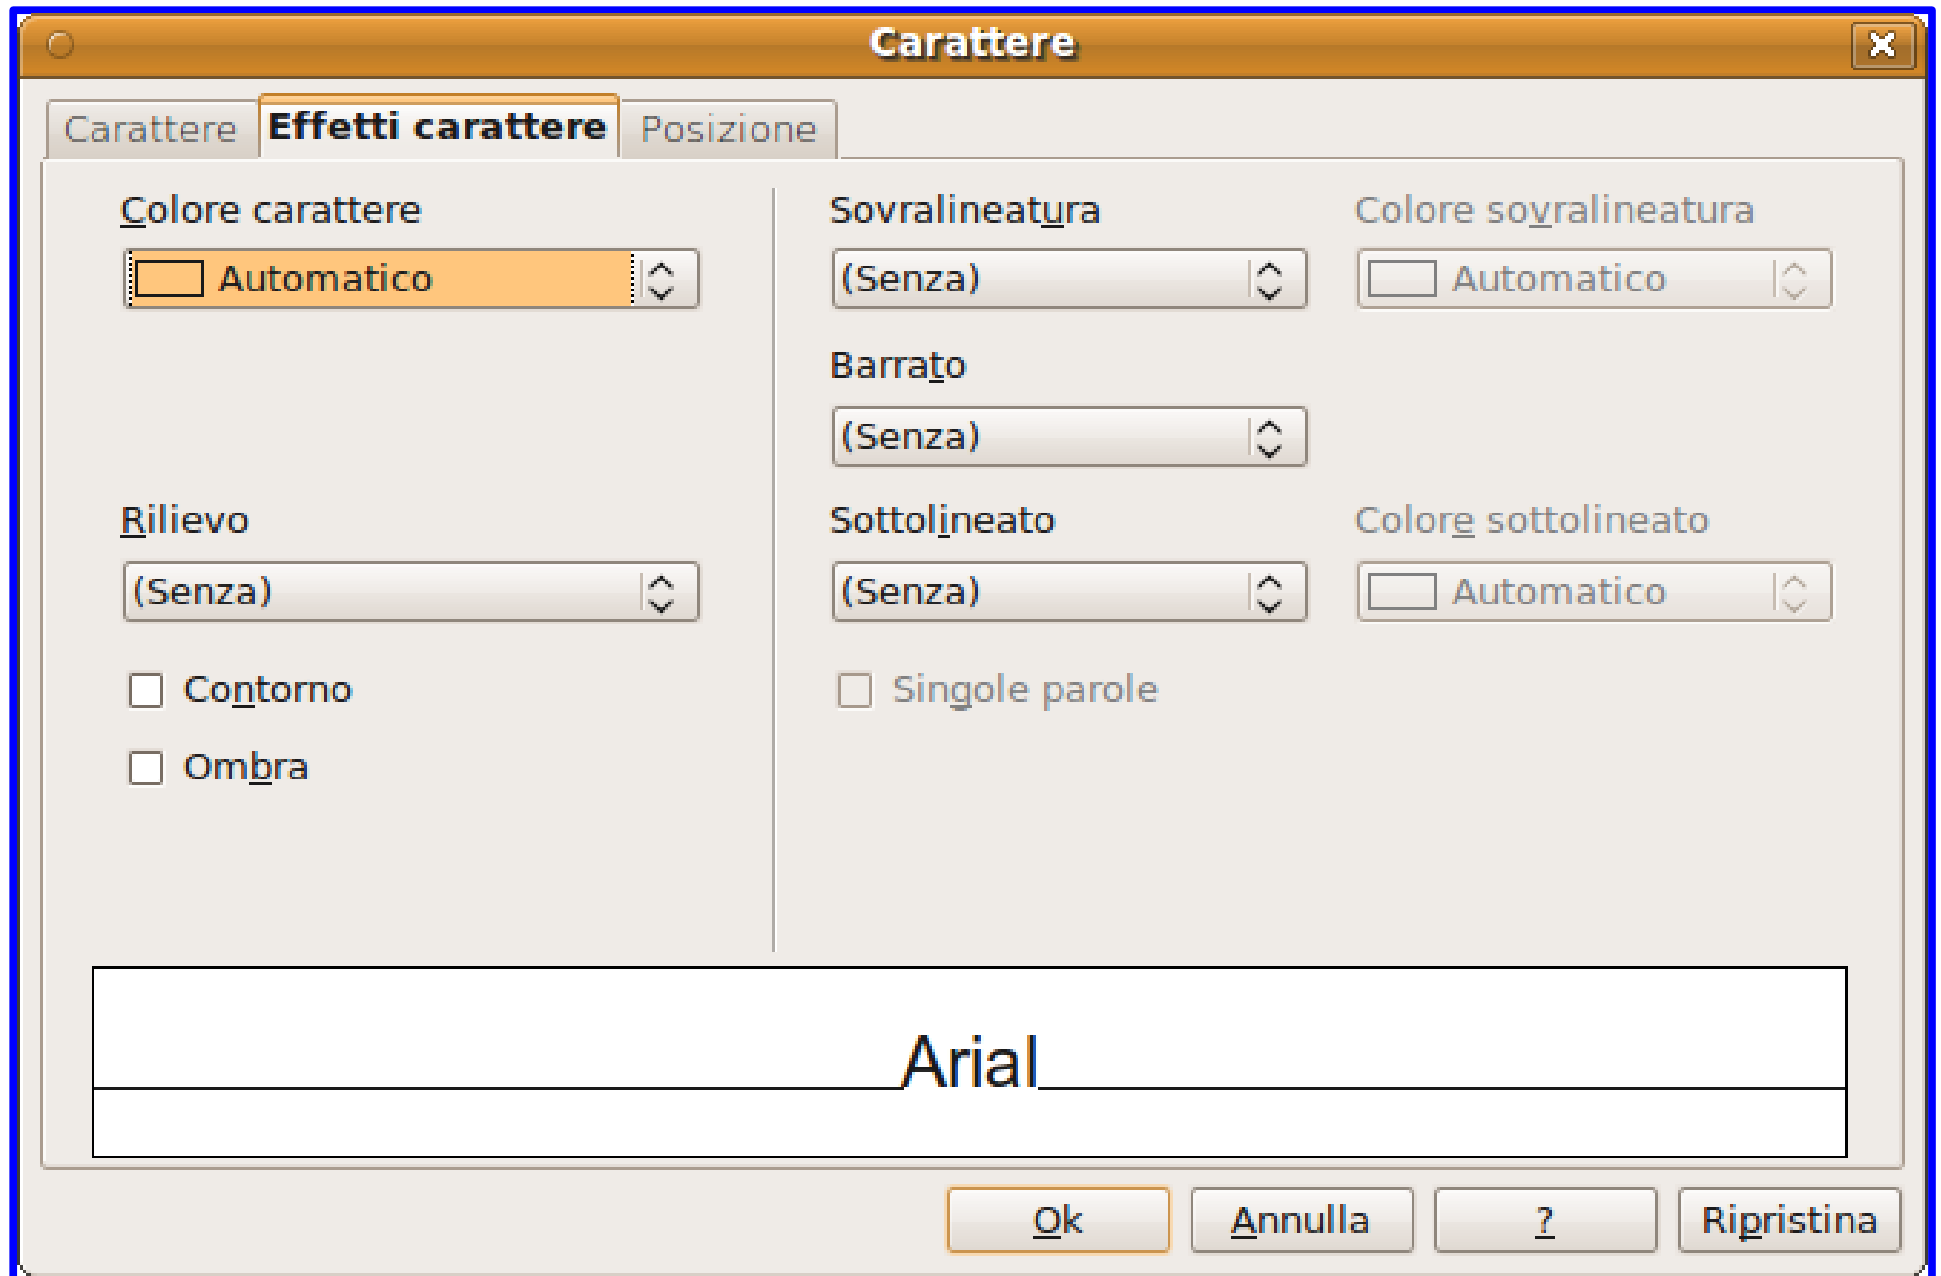 Carattere
Carattere Effetti carattere Posizione
Colore carattere Sovralineatura Colore sovralineatura
Automatico (Senza) Automatico
Barrato
(Senza)
Rilievo Sottolineato Colore sottolineato
(Senza) (Senza) Automatico
Contorno Singole parole
Ombra
Arial
Ok Annulla ? Ripristina